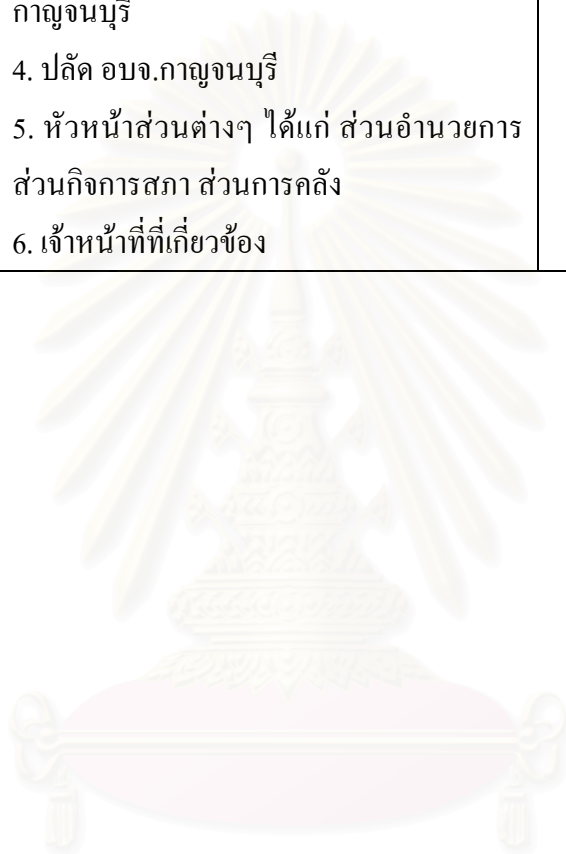 กาญจนบุรี
4. ปลัด อบจ.กาญจนบุรี
5. หัวหน้าส่วนต่างๆ ได้แก่ ส่วนอำนวยการ
ส่วนกิจการสภา ส่วนการคลัง
6. เจ้าหน้าที่ที่เกี่ยวข้อง